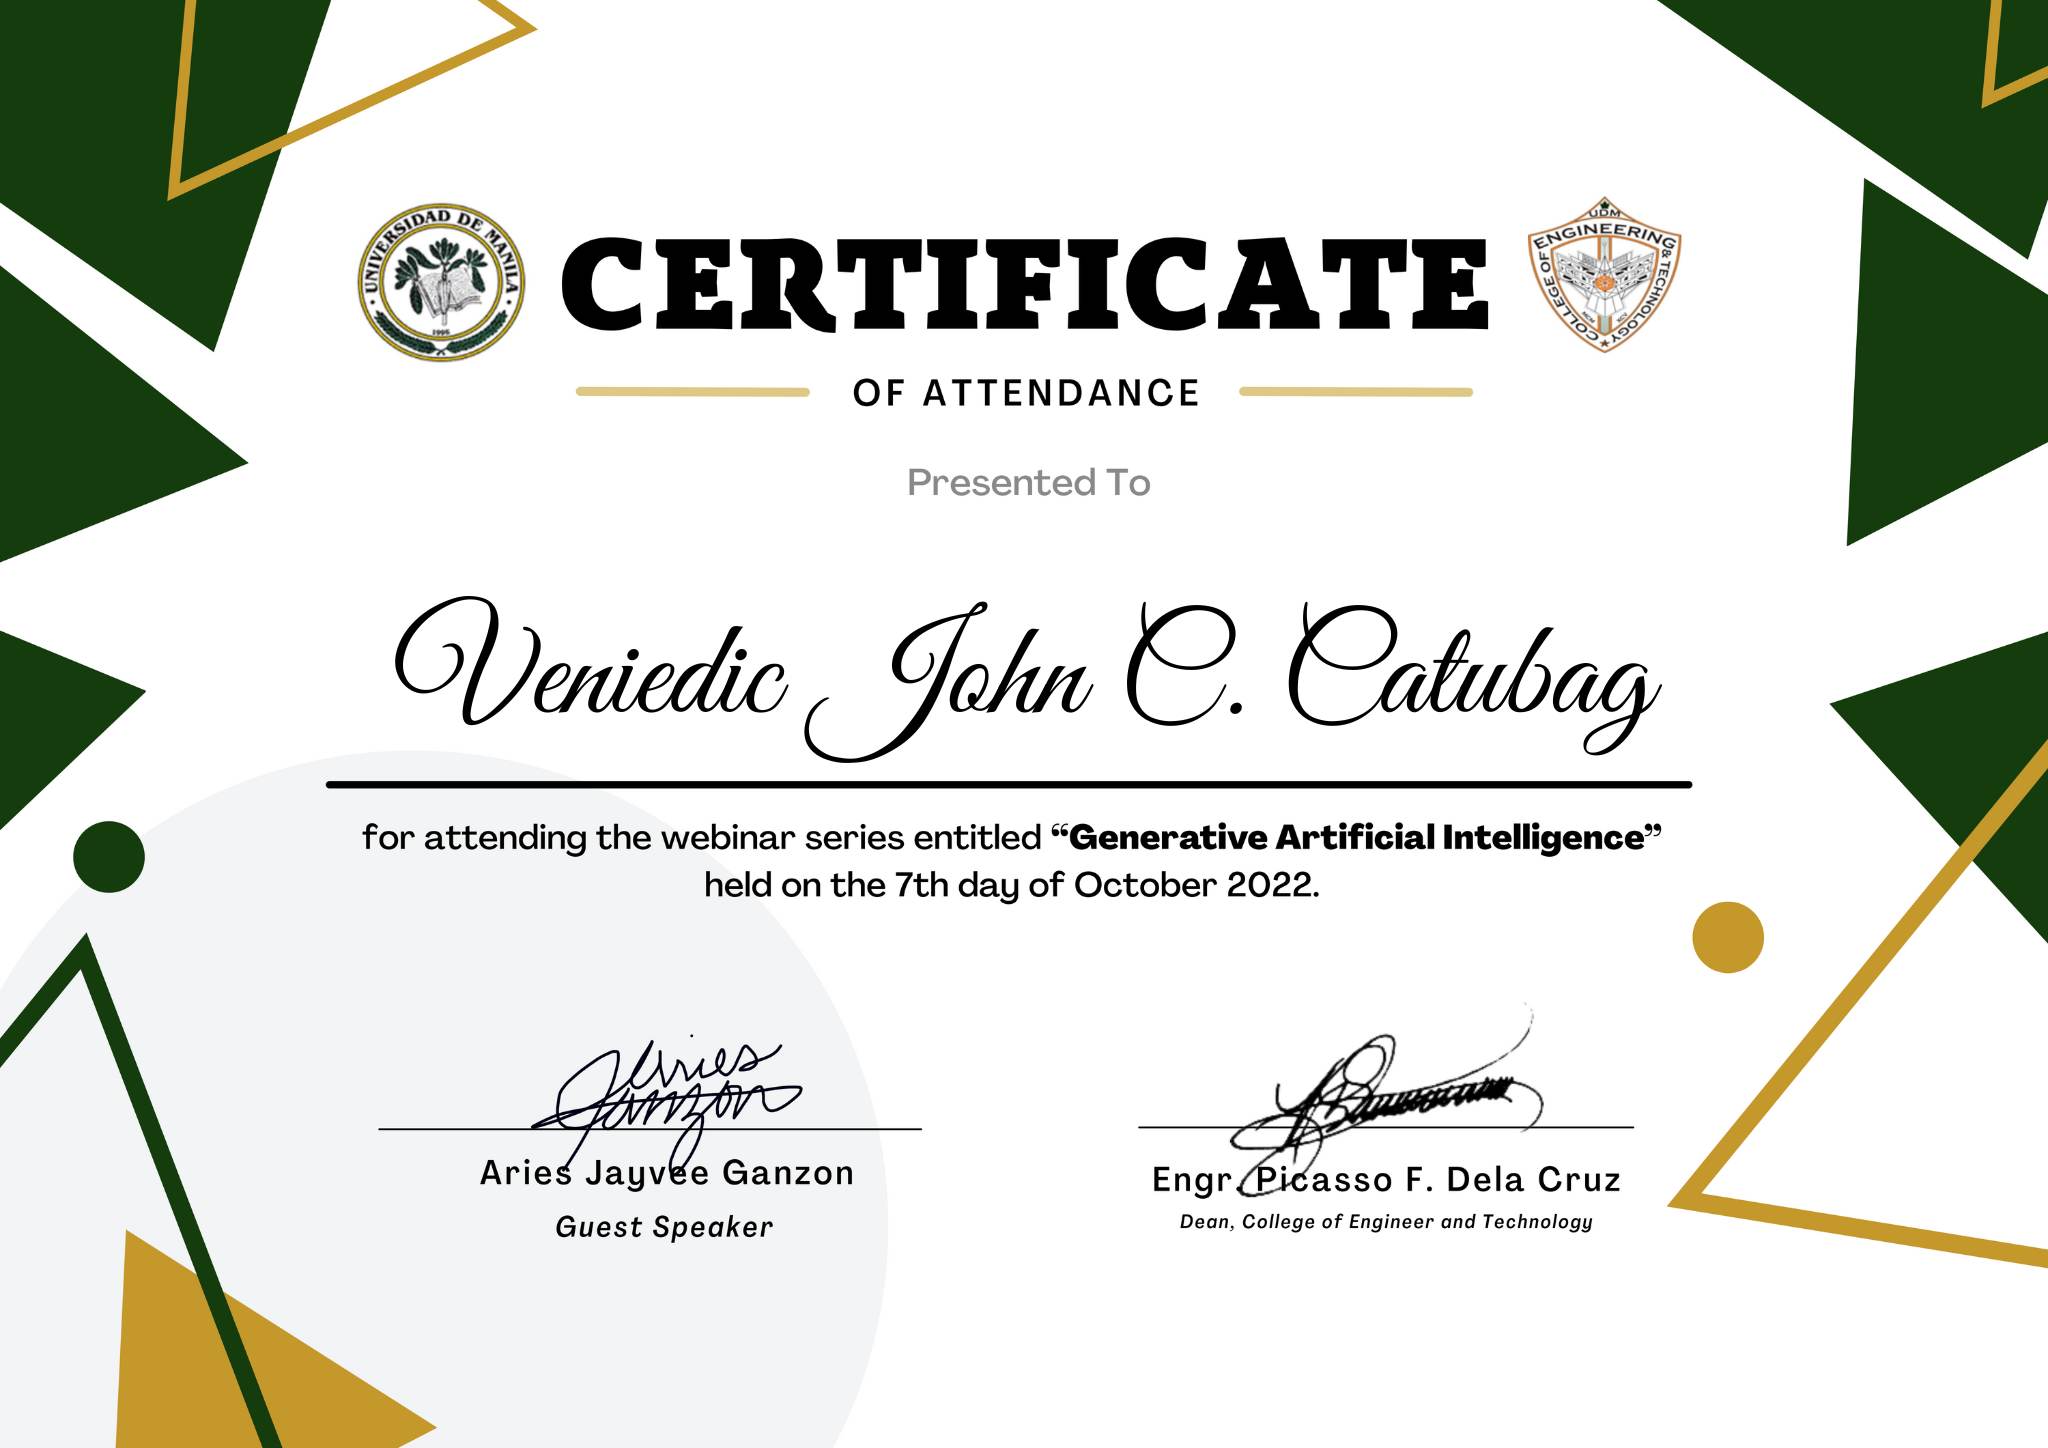 UNIVERSIDAD DE MANILA
1995
CERTIFICATE
UDM
COLLEGE OF ENGINEERING & TECHNOLOGY
MCM XCV
OF ATTENDANCE
Presented To
Veniedic John C. Catubag
for attending the webinar series entitled “Generative Artificial Intelligence”
held on the 7th day of October 2022.
Aries
Ganzon
Aries Jayvee Ganzon
Guest Speaker
Engr. Picasso F. Dela Cruz
Dean, College of Engineer and Technology